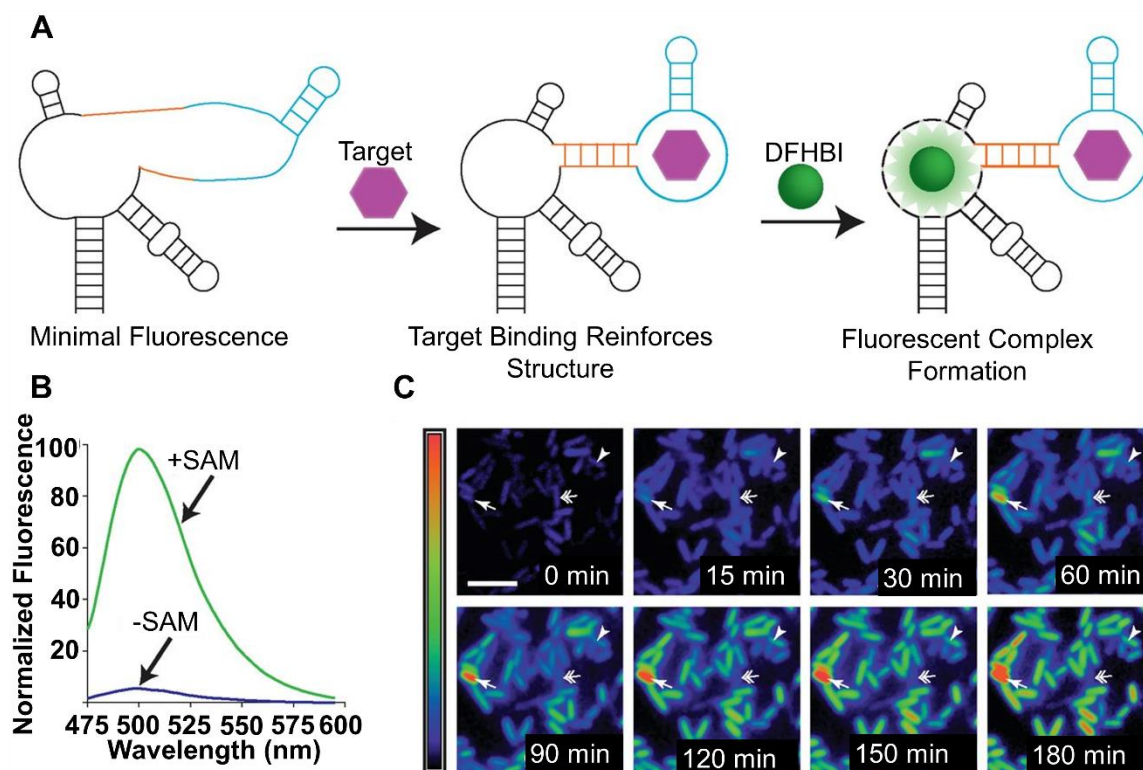 A
Target
DFHBI
Minimal Fluorescence
Target Binding Reinforces
Structure
Fluorescent Complex
Formation
B
Normalized Fluorescence
100
80
60
40
20
+SAM
-SAM
475 500 525 550 575 600
Wavelength (nm)
C
0 min
15 min
30 min
60 min
90 min
120 min
150 min
180 min